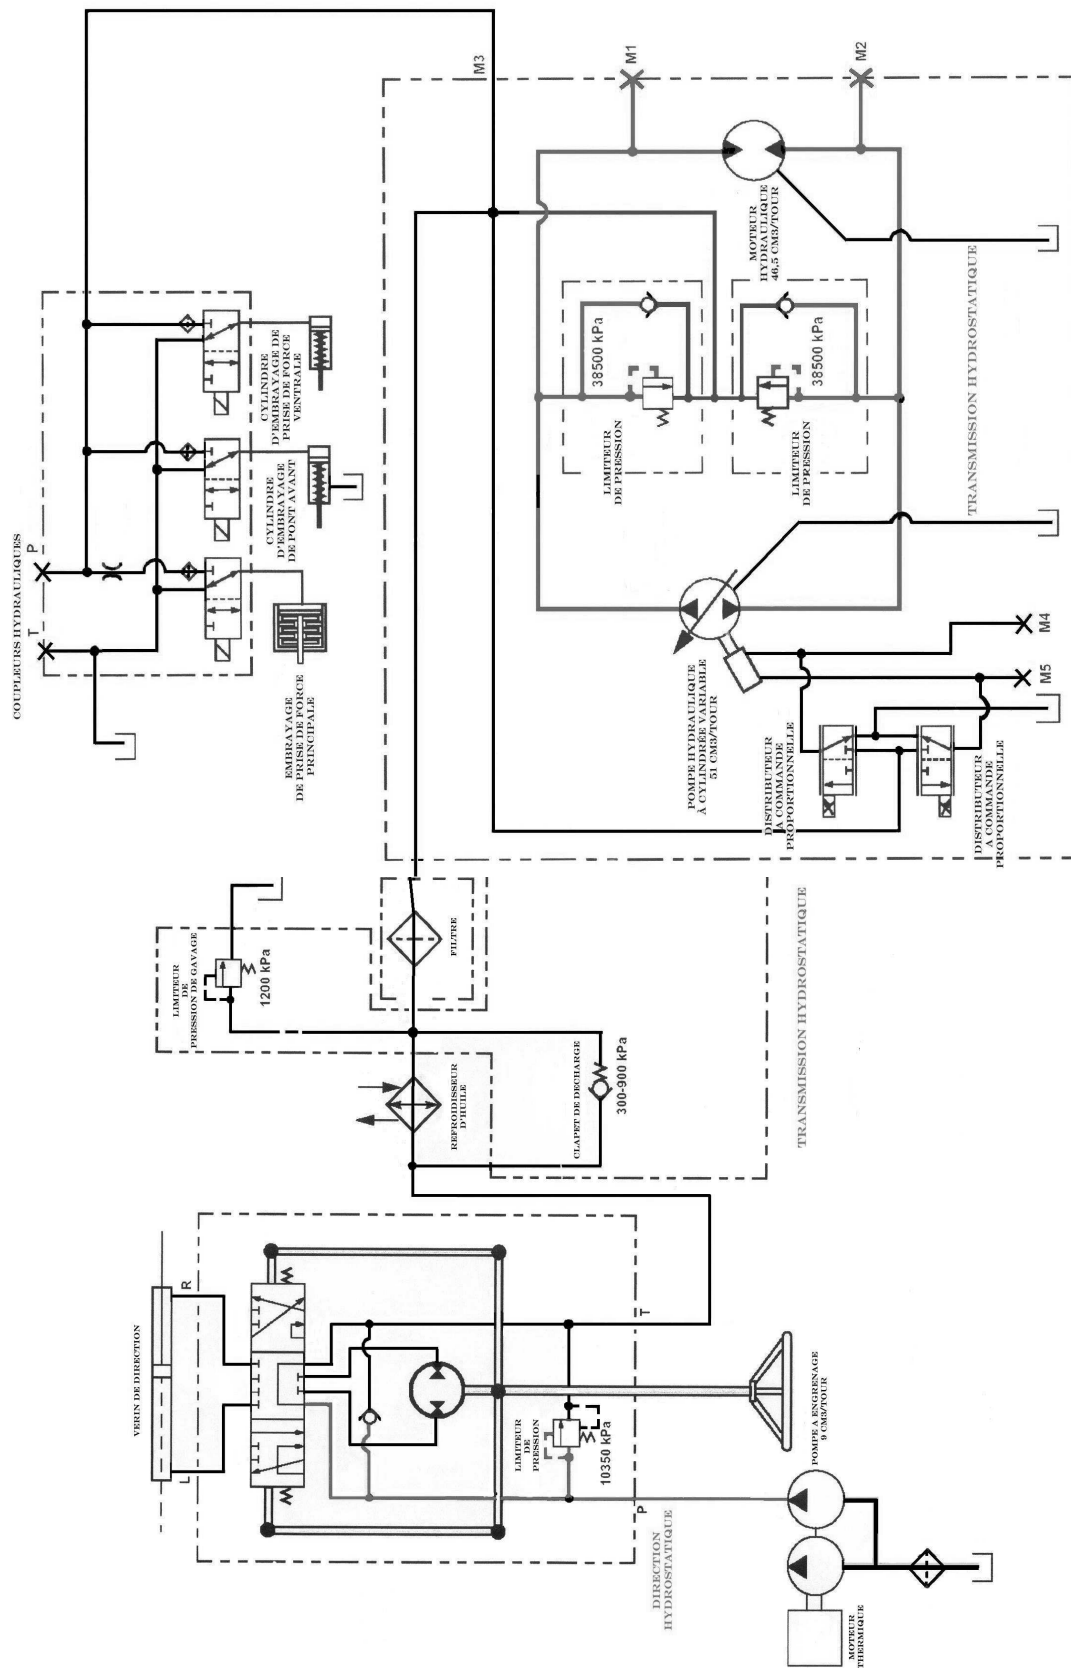 COUPLEURS HYDRAULIQUES
T
P
EMBRAYAGE
DE PRISE DE FORCE
PRINCIPALE
CYLINDRE
D'EMBRAYAGE
DE PONT AVANT
CYLINDRE
D'EMBRAYAGE DE
PRISE DE FORCE
VENTRALE
M3
M1
M2
MOTEUR
HYDRAULIQUE
46,5 CM3/TOUR
38500 kPa
LIMITEUR
DE PRESSION
38500 kPa
LIMITEUR
DE PRESSION
TRANSMISSION HYDROSTATIQUE
POMPE HYDRAULIQUE
À CYLINDRÉE VARIABLE
51 CM3/TOUR
M4
M5
DISTRIBUTEUR
A COMMANDE
PROPORTIONNELLE
DISTRIBUTEUR
A COMMANDE
PROPORTIONNELLE
LIMITEUR
DE
PRESSION DE GAVAGE
1200 kPa
FILTRE
REFROIDISSEUR
D'HUILE
CLAPET DE DECHARGE
300-900 kPa
TRANSMISSION HYDROSTATIQUE
VERIN DE DIRECTION
L
R
LIMITEUR
DE
PRESSION
10350 kPa
T
P
DIRECTION
HYDROSTATIQUE
POMPE A ENGRENAGE
9 CM3/TOUR
MOTEUR
THERMIQUE